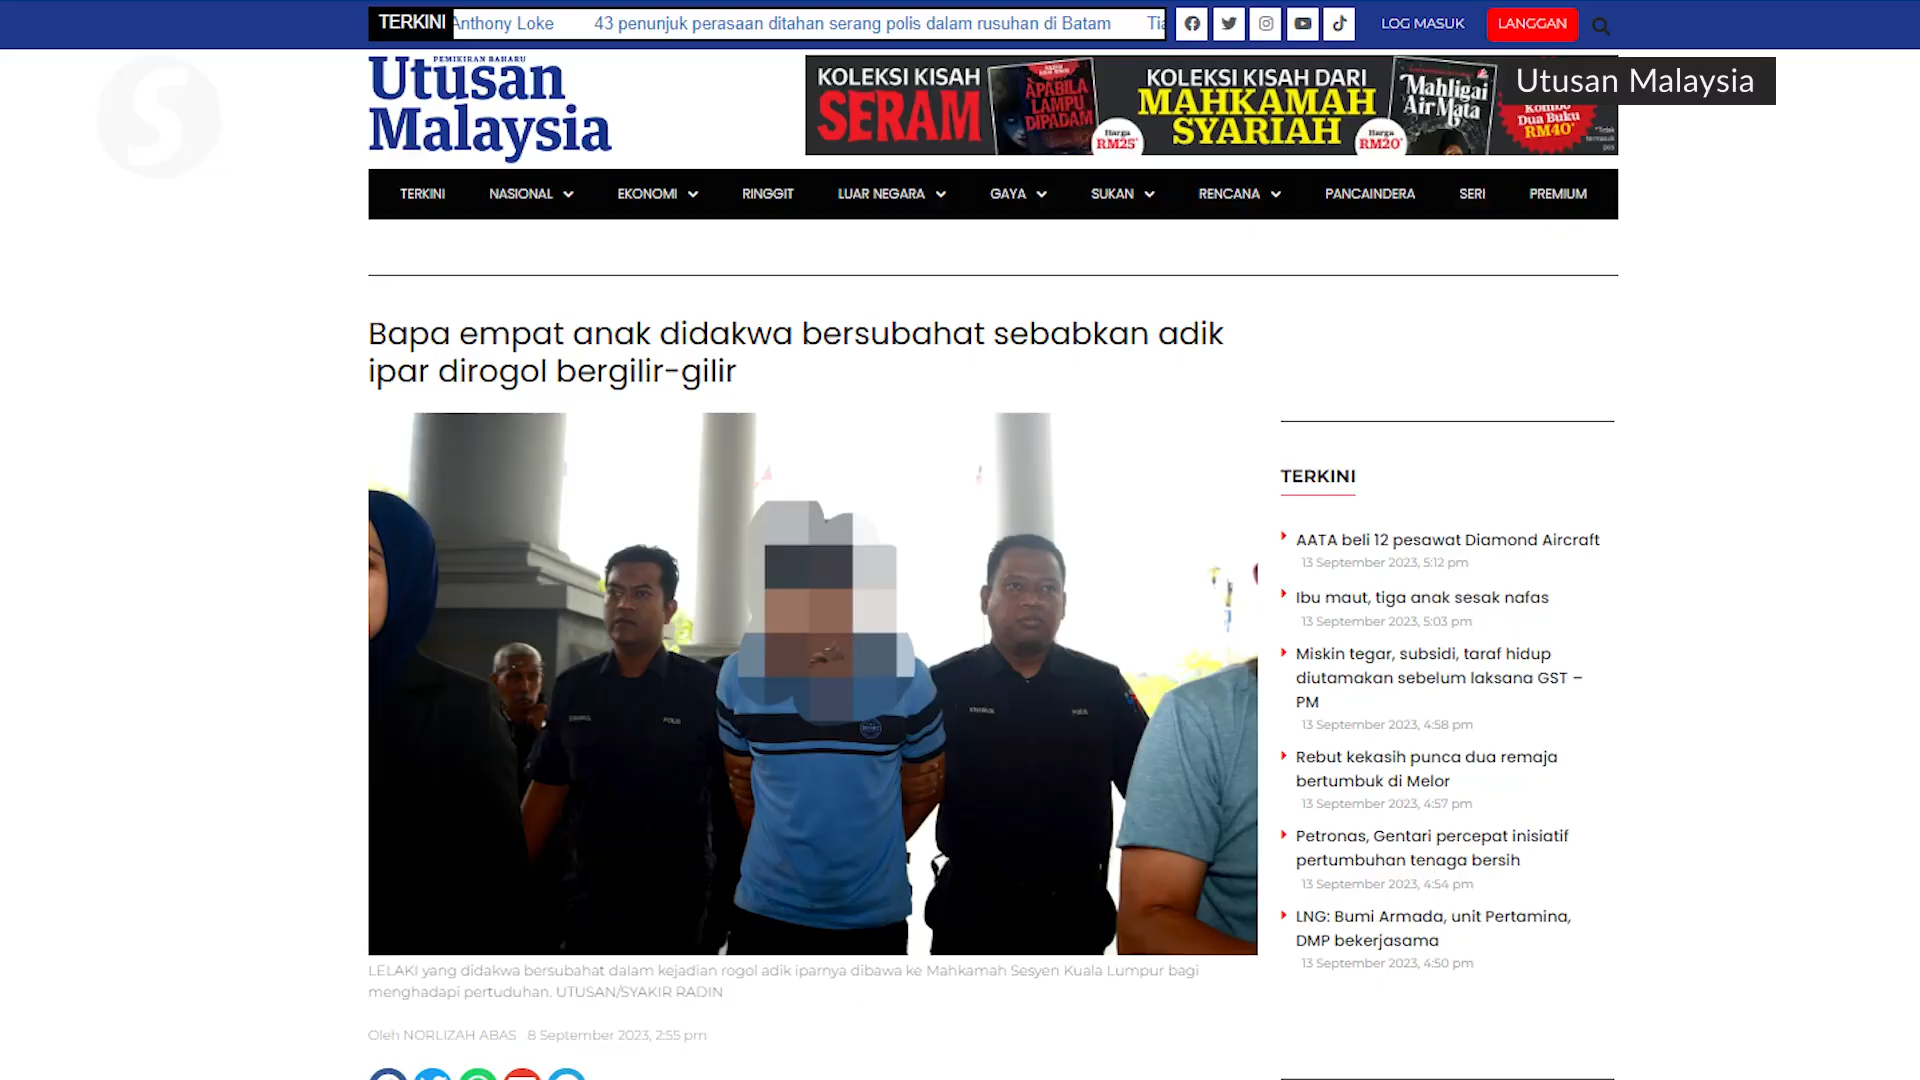 TERKINI Anthony Loke 43 penunjuk perasaan ditahan serang polis dalam rusuhan di Batam LOG MASUK LANGGAN
PEMIKIRAN BAHARU
Utusan
Malaysia
KOLEKSI KISAH
SERAM
APABILA
LAMPU
DIPADAM
Harga
RM25*
KOLEKSI KISAH DARI
MAHKAMAH
SYARIAH
Harga
RM20*
Mahligai
Air Mata
Kombo
Dua Buku
RM40*
*Tidak
termasuk
pos
Utusan Malaysia
TERKINI NASIONAL EKONOMI RINGGIT LUAR NEGARA GAYA SUKAN RENCANA PANCAINDERA SERI PREMIUM
Bapa empat anak didakwa bersubahat sebabkan adik
ipar dirogol bergilir-gilir
POLIS
POLIS
LELAKI yang didakwa bersubahat dalam kejadian rogol adik iparnya dibawa ke Mahkamah Sesyen Kuala Lumpur bagi
menghadapi pertuduhan. UTUSAN/SYAKIR RADIN
Oleh NORLIZAH ABAS 8 September 2023, 2:55 pm
TERKINI
AATA beli 12 pesawat Diamond Aircraft
13 September 2023, 5:12 pm
Ibu maut, tiga anak sesak nafas
13 September 2023, 5:03 pm
Miskin tegar, subsidi, taraf hidup
diutamakan sebelum laksana GST –
PM
13 September 2023, 4:58 pm
Rebut kekasih punca dua remaja
bertumbuk di Melor
13 September 2023, 4:57 pm
Petronas, Gentari percepat inisiatif
pertumbuhan tenaga bersih
13 September 2023, 4:54 pm
LNG: Bumi Armada, unit Pertamina,
DMP bekerjasama
13 September 2023, 4:50 pm